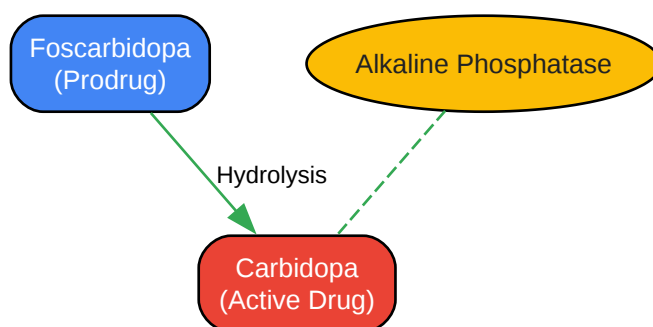 Foscarbidopa
(Prodrug)
Alkaline Phosphatase
Hydrolysis
Carbidopa
(Active Drug)